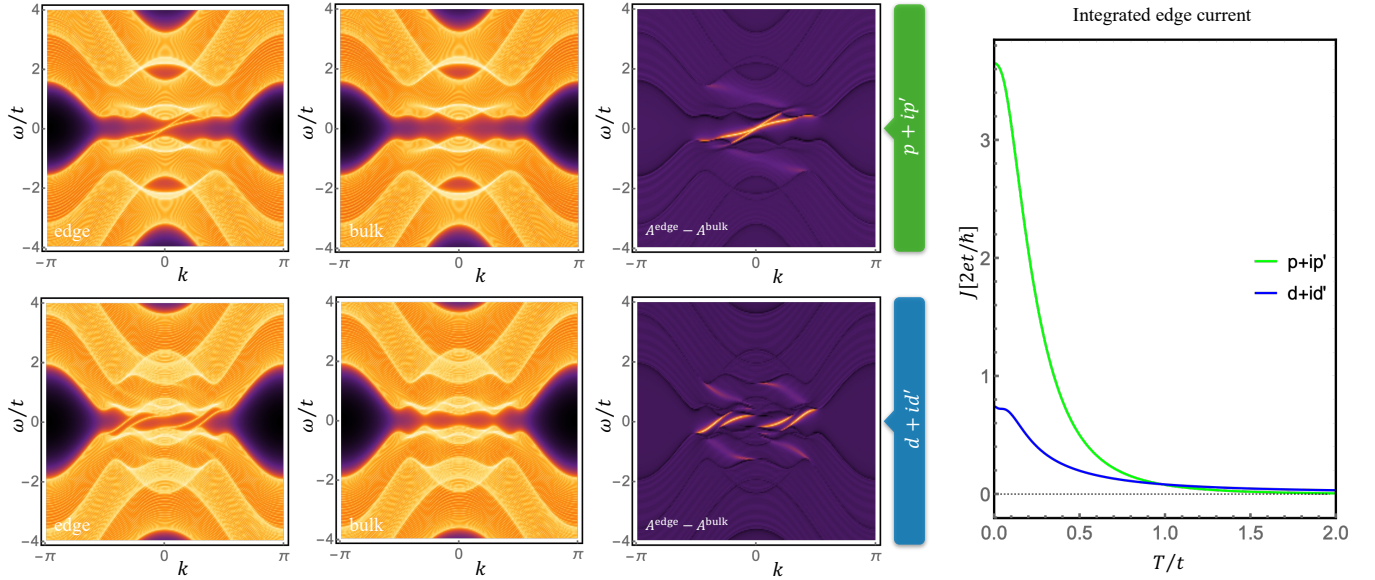 4
2
0
−2
−4
ω/t
edge
−π
0
π
k
4
2
0
−2
−4
ω/t
bulk
−π
0
π
k
4
2
0
−2
−4
ω/t
A^edge − A^bulk
−π
0
π
k
p + ip′
4
2
0
−2
−4
ω/t
edge
−π
0
π
k
4
2
0
−2
−4
ω/t
bulk
−π
0
π
k
4
2
0
−2
−4
ω/t
A^edge − A^bulk
−π
0
π
k
d + id′
Integrated edge current
J[2et/ℏ]
3
2
1
0
p+ip'
d+id'
0.0 0.5 1.0 1.5 2.0
T/t